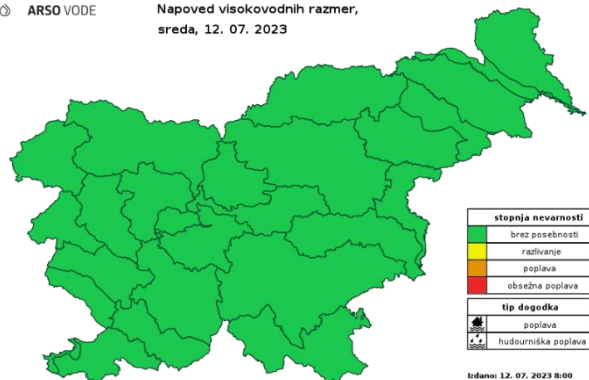 ARSO VODE
Napoved visokovodnih razmer,
sreda, 12. 07. 2023
stopnja nevarnosti
brez posebnosti
razlivanje
poplava
obsežna poplava
tip dogodka
poplava
hudourniška poplava
Izdano: 12. 07. 2023 8:00